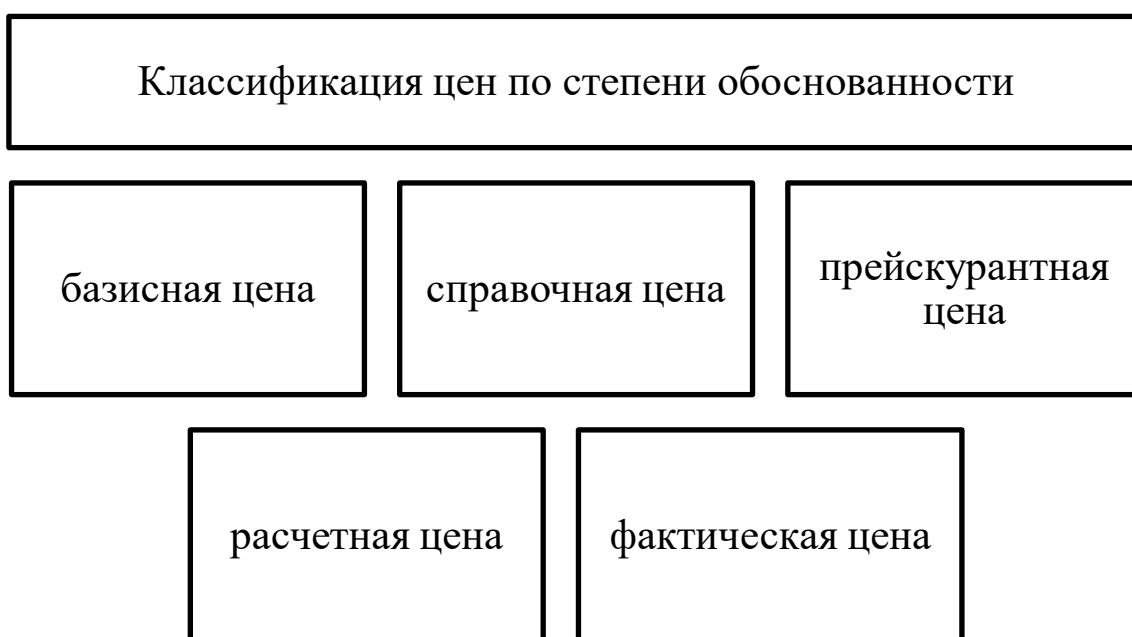 Классификация цен по степени обоснованности
базисная цена
справочная цена
прейскурантная
цена
расчетная цена
фактическая цена